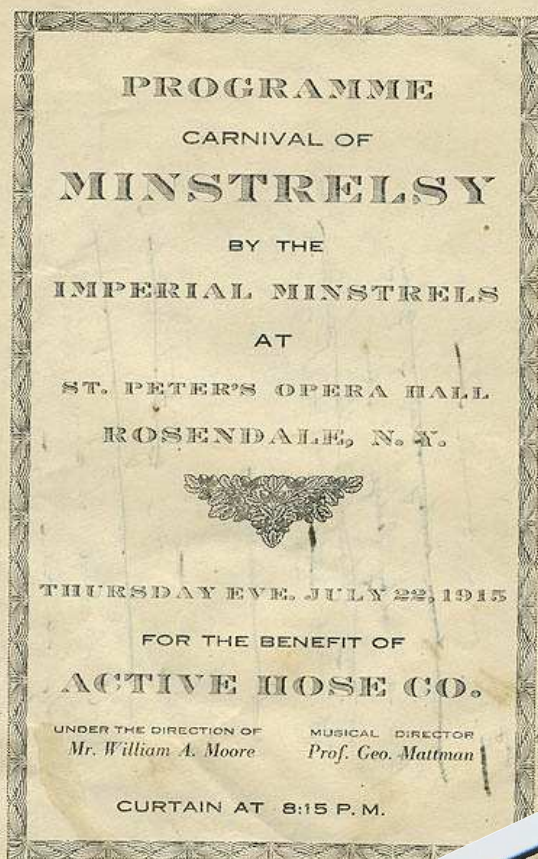 PROGRAMME
CARNIVAL OF
MINSTRELSY
BY THE
IMPERIAL MINSTRELS
AT
ST. PETER'S OPERA HALL
ROSENDALE, N. Y.
THURSDAY EVE. JULY 22, 1915
FOR THE BENEFIT OF
ACTIVE HOSE CO.
UNDER THE DIRECTION OF
Mr. William A. Moore
MUSICAL DIRECTOR
Prof. Geo. Mattman
CURTAIN AT 8:15 P. M.